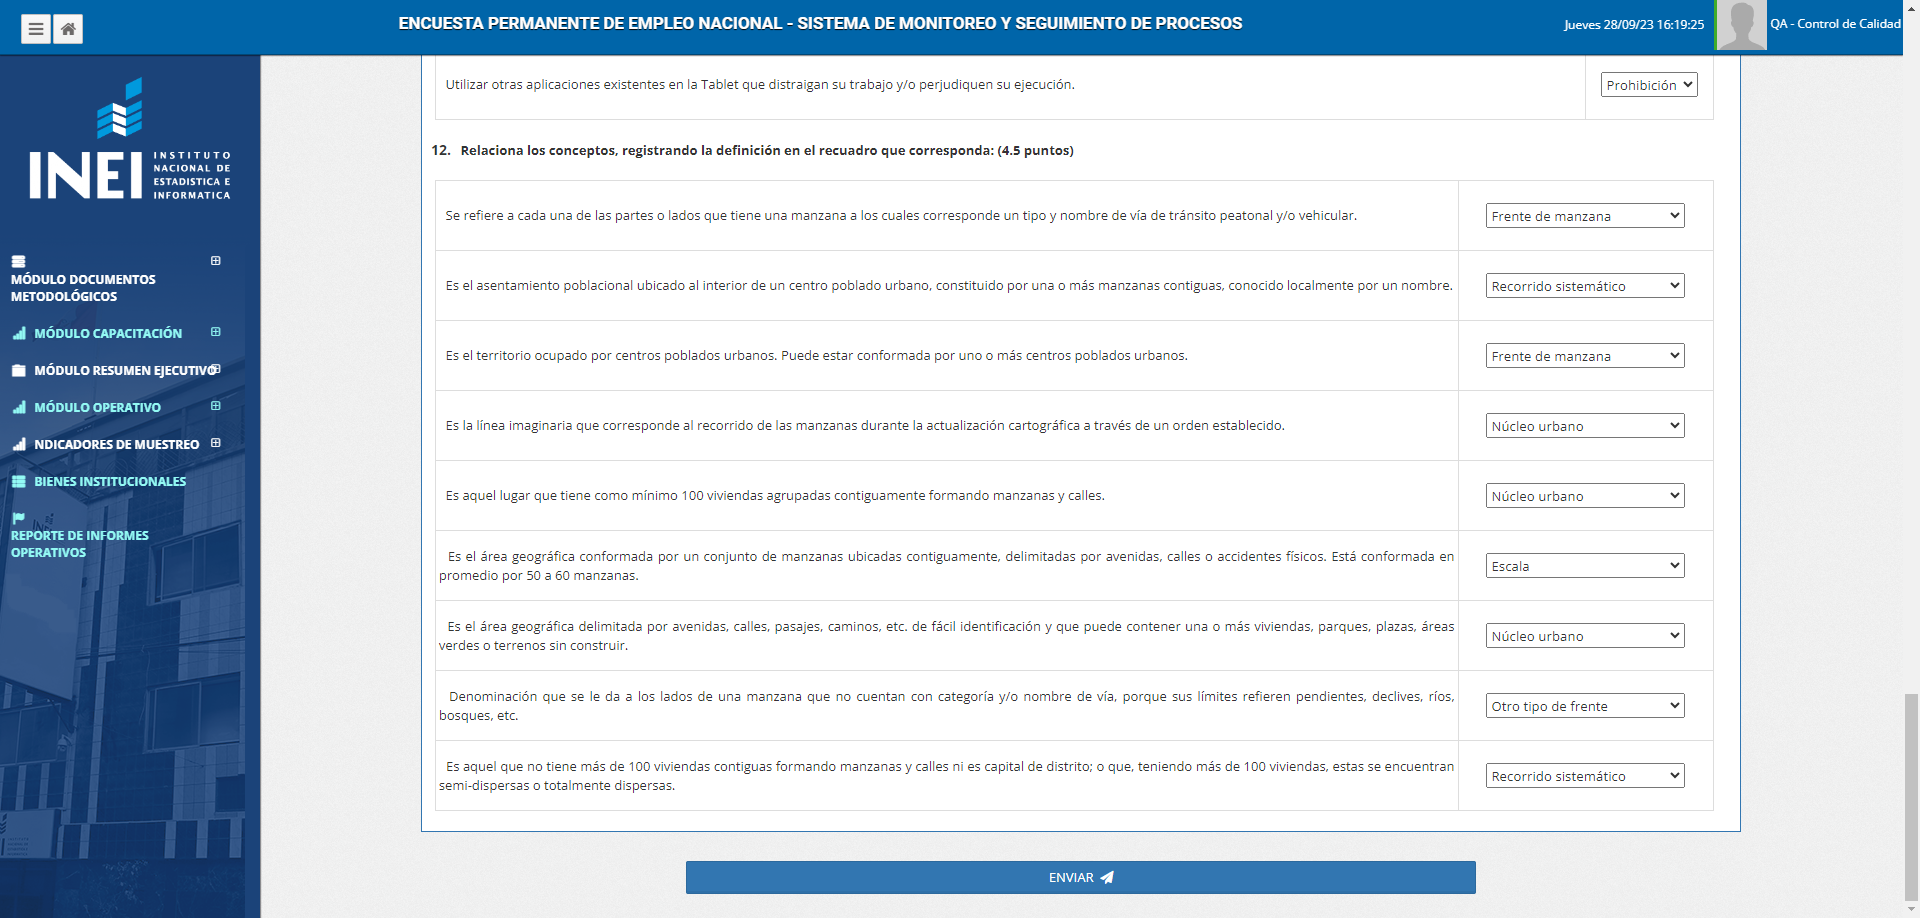 ENCUESTA PERMANENTE DE EMPLEO NACIONAL - SISTEMA DE MONITOREO Y SEGUIMIENTO DE PROCESOS
Jueves 28/09/23 16:19:25
QA - Control de Calidad
INEI
INSTITUTO
NACIONAL DE
ESTADISTICA E
INFORMATICA
MÓDULO DOCUMENTOS
METODOLÓGICOS
MÓDULO CAPACITACIÓN
MÓDULO RESUMEN EJECUTIVO
MÓDULO OPERATIVO
NDICADORES DE MUESTREO
BIENES INSTITUCIONALES
REPORTE DE INFORMES
OPERATIVOS
Utilizar otras aplicaciones existentes en la Tablet que distraigan su trabajo y/o perjudiquen su ejecución.
Prohibición
12. Relaciona los conceptos, registrando la definición en el recuadro que corresponda: (4.5 puntos)
Se refiere a cada una de las partes o lados que tiene una manzana a los cuales corresponde un tipo y nombre de vía de tránsito peatonal y/o vehicular.
Frente de manzana
Es el asentamiento poblacional ubicado al interior de un centro poblado urbano, constituido por una o más manzanas contiguas, conocido localmente por un nombre.
Recorrido sistemático
Es el territorio ocupado por centros poblados urbanos. Puede estar conformada por uno o más centros poblados urbanos.
Frente de manzana
Es la línea imaginaria que corresponde al recorrido de las manzanas durante la actualización cartográfica a través de un orden establecido.
Núcleo urbano
Es aquel lugar que tiene como mínimo 100 viviendas agrupadas contiguamente formando manzanas y calles.
Núcleo urbano
Es el área geográfica conformada por un conjunto de manzanas ubicadas contiguamente, delimitadas por avenidas, calles o accidentes físicos. Está conformada en
promedio por 50 a 60 manzanas.
Escala
Es el área geográfica delimitada por avenidas, calles, pasajes, caminos, etc. de fácil identificación y que puede contener una o más viviendas, parques, plazas, áreas
verdes o terrenos sin construir.
Núcleo urbano
Denominación que se le da a los lados de una manzana que no cuentan con categoría y/o nombre de vía, porque sus límites refieren pendientes, declives, ríos,
bosques, etc.
Otro tipo de frente
Es aquel que no tiene más de 100 viviendas contiguas formando manzanas y calles ni es capital de distrito; o que, teniendo más de 100 viviendas, estas se encuentran
semi-dispersas o totalmente dispersas.
Recorrido sistemático
ENVIAR